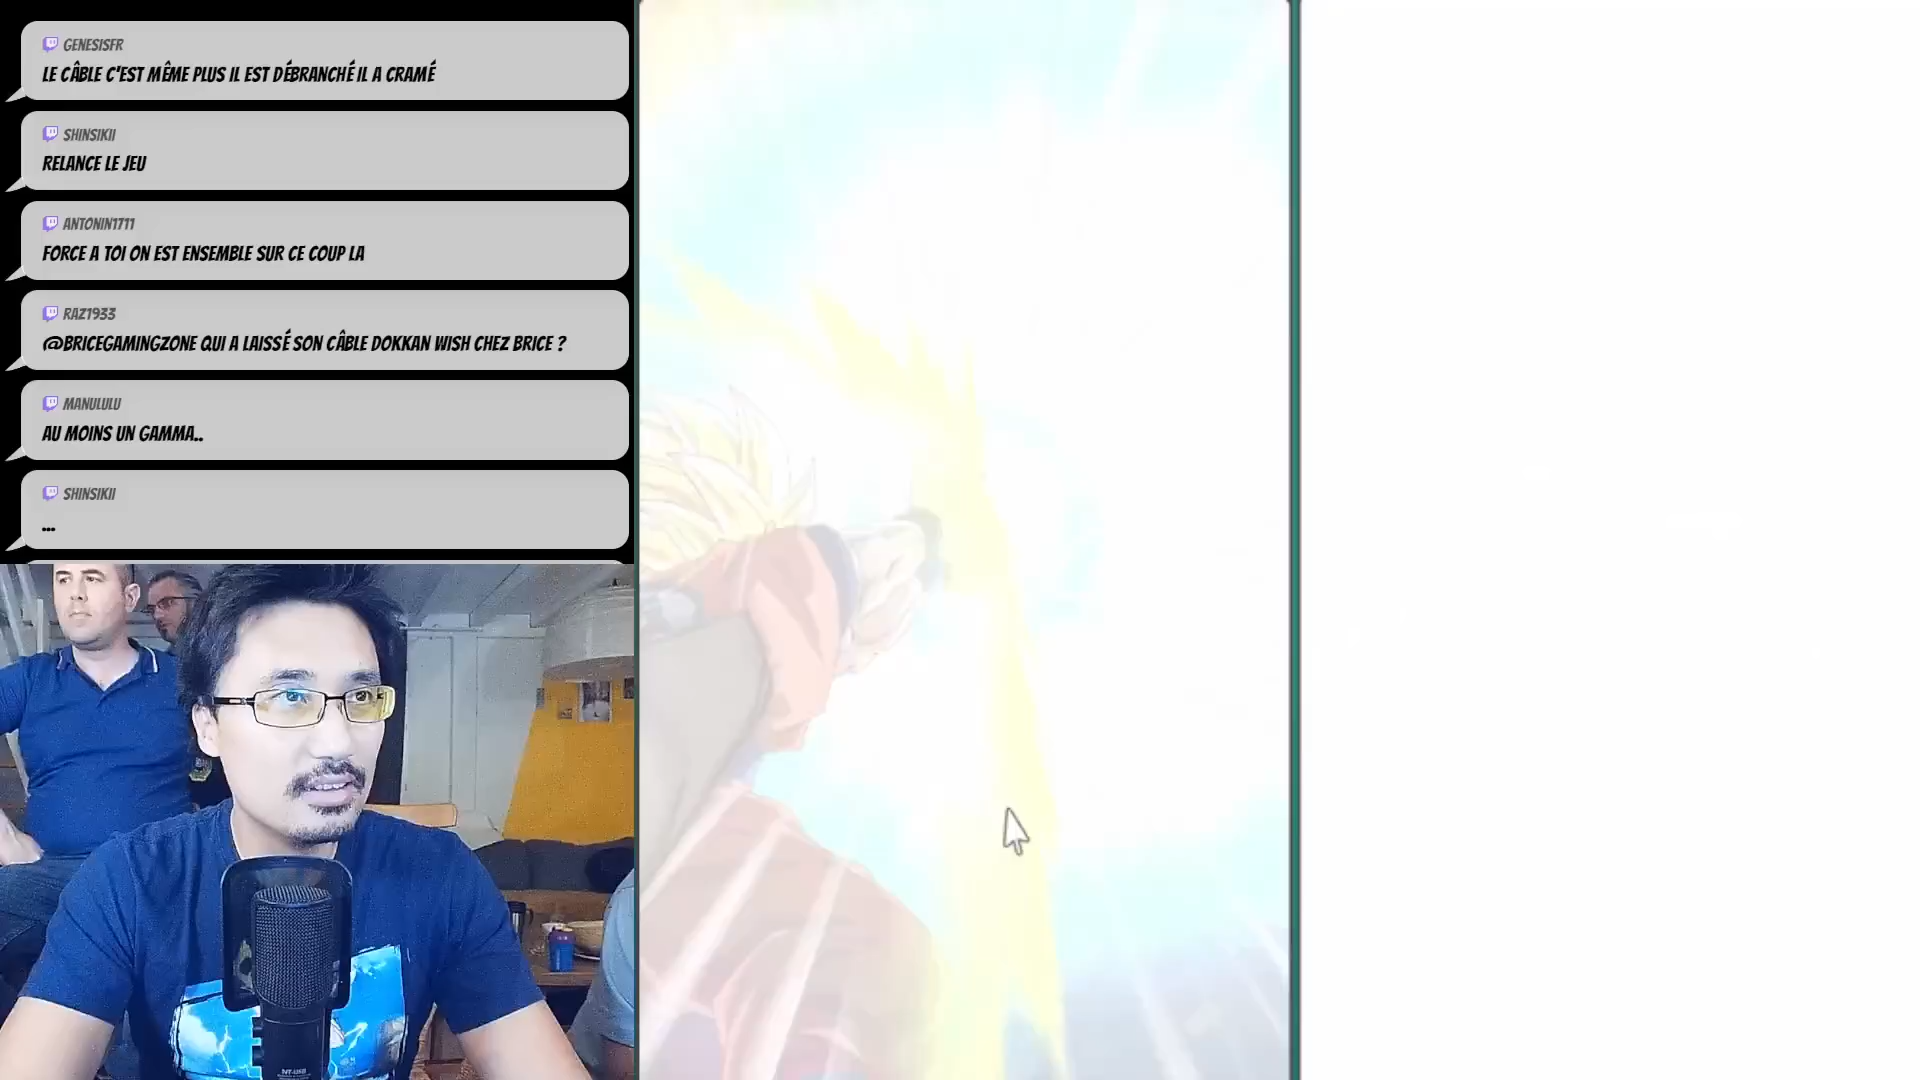 GENESISFR
LE CÂBLE C'EST MÊME PLUS IL EST DÉBRANCHÉ IL A CRAMÉ
SHINSIKII
RELANCE LE JEU
ANTONIN1711
FORCE A TOI ON EST ENSEMBLE SUR CE COUP LA
RAZ1933
@BRICEGAMINGZONE QUI A LAISSÉ SON CÂBLE DOKKAN WISH CHEZ BRICE ?
MANULULU
AU MOINS UN GAMMA..
SHINSIKII
...
NT-USB